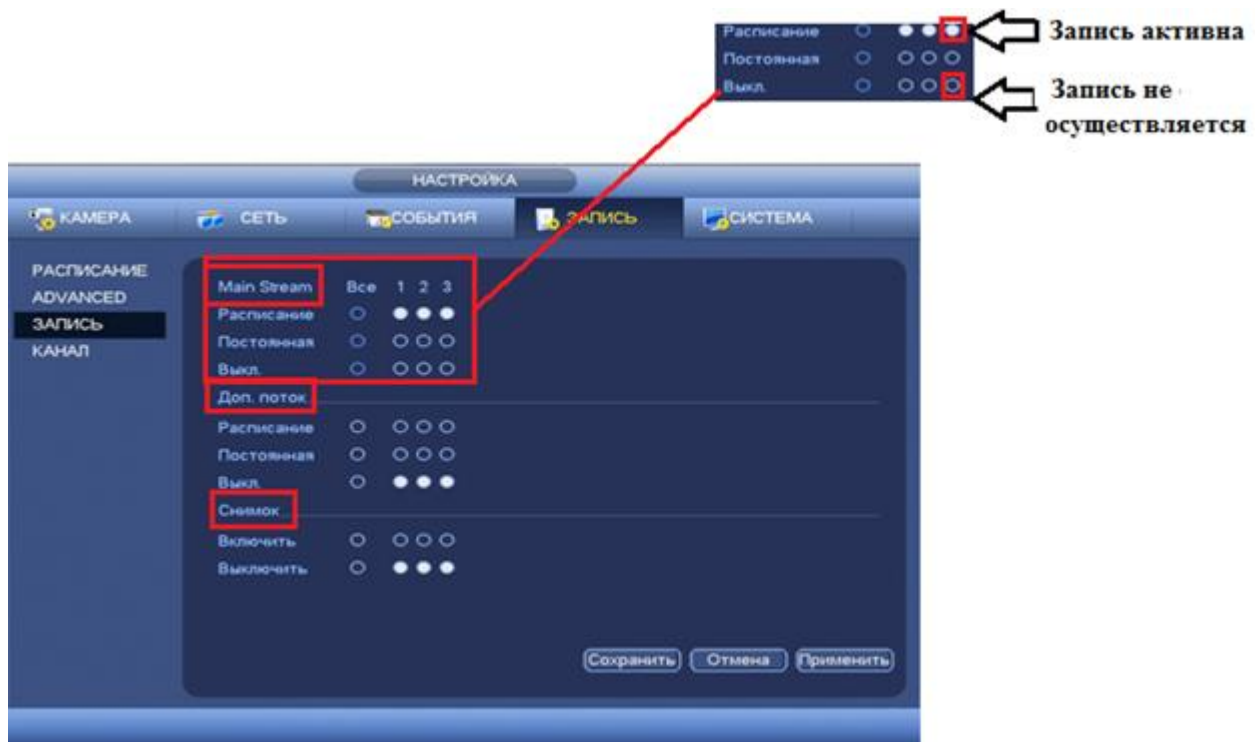 Расписание
Запись активна
Постоянная
Выкл.
Запись не
осуществляется
НАСТРОЙКА
КАМЕРА СЕТЬ СОБЫТИЯ ЗАПИСЬ СИСТЕМА
РАСПИСАНИЕ
ADVANCED
ЗАПИСЬ
КАНАЛ
Main Stream Все 1 2 3
Расписание
Постоянная
Выкл.
Доп. поток
Расписание
Постоянная
Выкл.
Снимок
Включить
Выключить
Сохранить Отмена Применить